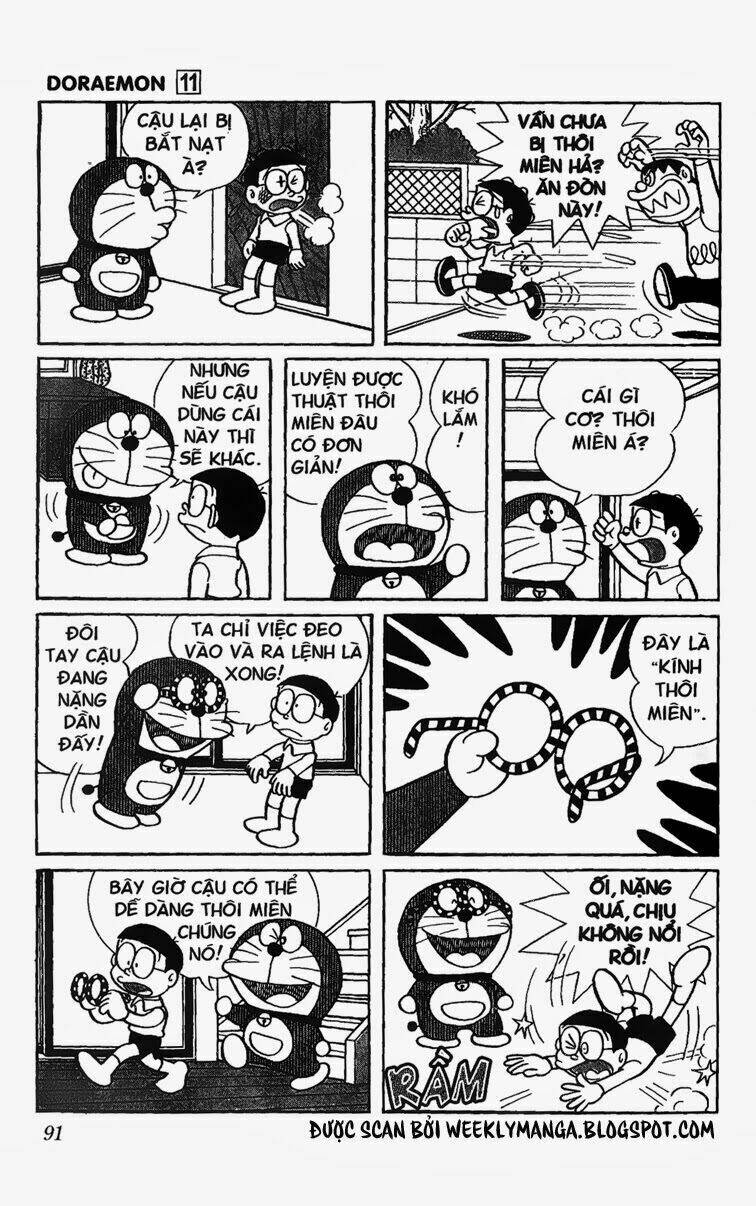 DORAEMON 11
VẪN CHƯA
BỊ THÔI
MIÊN HẢ?
ĂN ĐÒN
NÀY!
CẬU LẠI BỊ
BẮT NẠT
À?
CÁI GÌ
CƠ? THÔI
MIÊN Á?
KHÓ
LẮM
!
LUYỆN ĐƯỢC
THUẬT THÔI
MIÊN ĐÂU
CÓ ĐƠN
GIẢN!
NHƯNG
NẾU CẬU
DÙNG CÁI
NÀY THÌ
SẼ KHÁC.
ĐÂY LÀ
"KÍNH
THÔI
MIÊN".
TA CHỈ VIỆC ĐEO
VÀO VÀ RA LỆNH LÀ
XONG!
ĐÔI
TAY CẬU
ĐANG
NẶNG
DẦN
ĐẤY!
ỐI, NẶNG
QUÁ, CHỊU
KHÔNG NỔI
RỒI!
RẦM
BÂY GIỜ CẬU CÓ THỂ
DỄ DÀNG THÔI MIÊN
CHÚNG
NÓ!
91
ĐƯỢC SCAN BỞI WEEKLYMANGA.BLOGSPOT.COM